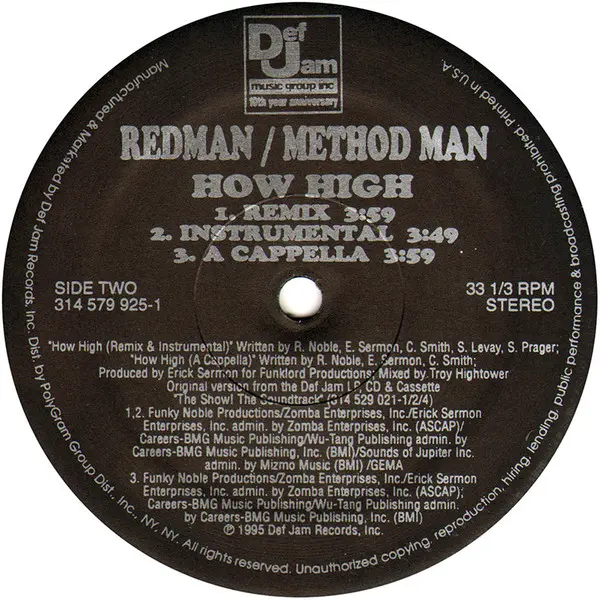 Def
Jam
music group inc
10th year anniversary
REDMAN / METHOD MAN
HOW HIGH
1. REMIX 3:59
2. INSTRUMENTAL 3:49
3. A CAPPELLA 3:59
SIDE TWO
314 579 925-1
33 1/3 RPM
STEREO
"How High (Remix & Instrumental)" Written by R. Noble, E. Sermon, C. Smith, S. Levay, S. Prager;
"How High (A Cappella)" Written by R. Noble, E. Sermon, C. Smith;
Produced by Erick Sermon for Funklord Productions; Mixed by Troy Hightower
Original version from the Def Jam LP, CD & Cassette
"The Show! The Soundtrack" (314 529 021-1/2/4)
1,2. Funky Noble Productions/Zomba Enterprises, Inc./Erick Sermon
Enterprises, Inc. admin. by Zomba Enterprises, Inc. (ASCAP)/
Careers-BMG Music Publishing/Wu-Tang Publishing admin. by
Careers-BMG Music Publishing, Inc. (BMI)/Sounds of Jupiter Inc.
admin. by Mizmo Music (BMI) /GEMA
3. Funky Noble Productions/Zomba Enterprises, Inc./Erick Sermon
Enterprises, Inc. admin. by Zomba Enterprises, Inc. (ASCAP);
Careers-BMG Music Publishing/Wu-Tang Publishing admin.
by Careers-BMG Music Publishing, Inc. (BMI)
℗ 1995 Def Jam Records, Inc.
Manufactured & Marketed by Def Jam Records, Inc. Dist. by PolyGram Group Dist., Inc., NY, NY. All rights reserved. Unauthorized copying, reproduction, hiring, lending, public performance & broadcasting prohibited. Printed in U.S.A.